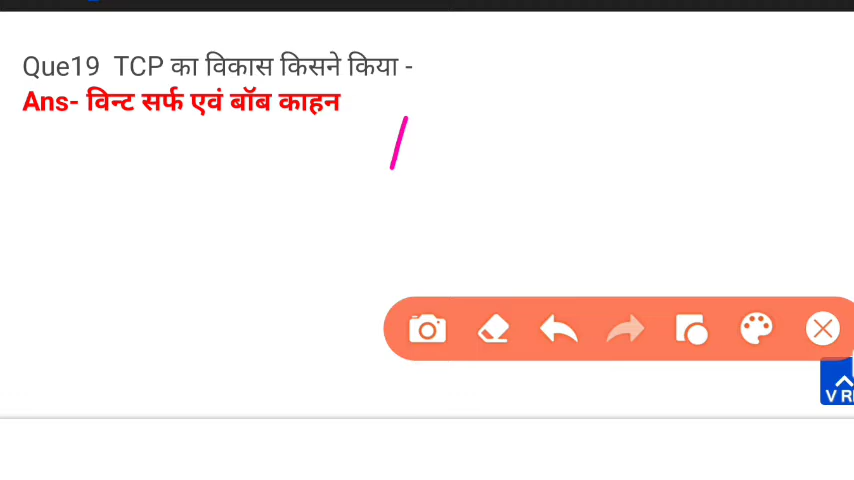 Que19 TCP का विकास किसने किया -
Ans- विन्ट सर्फ एवं बॉब काहन